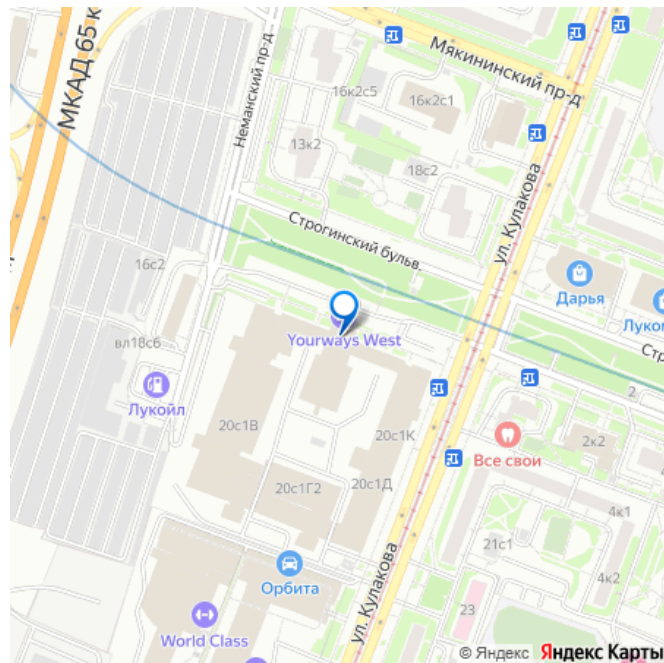 МКАД 65 к
Неманский пр-д
Мякининский пр-д
16к2с5
16к2с1
13к2
18с2
ул. Кулакова
Строгинский бульв.
16с2
Дарья
Луком
вл18с6
Yourways West
Стро
Лукойл
20с1В
20с1К
2
2к2
Все свои
20с1Г2
20с1Д
4к1
21с1
Орбита
4к2
ул. Кулакова
23
World Class
© Яндекс Яндекс Карты